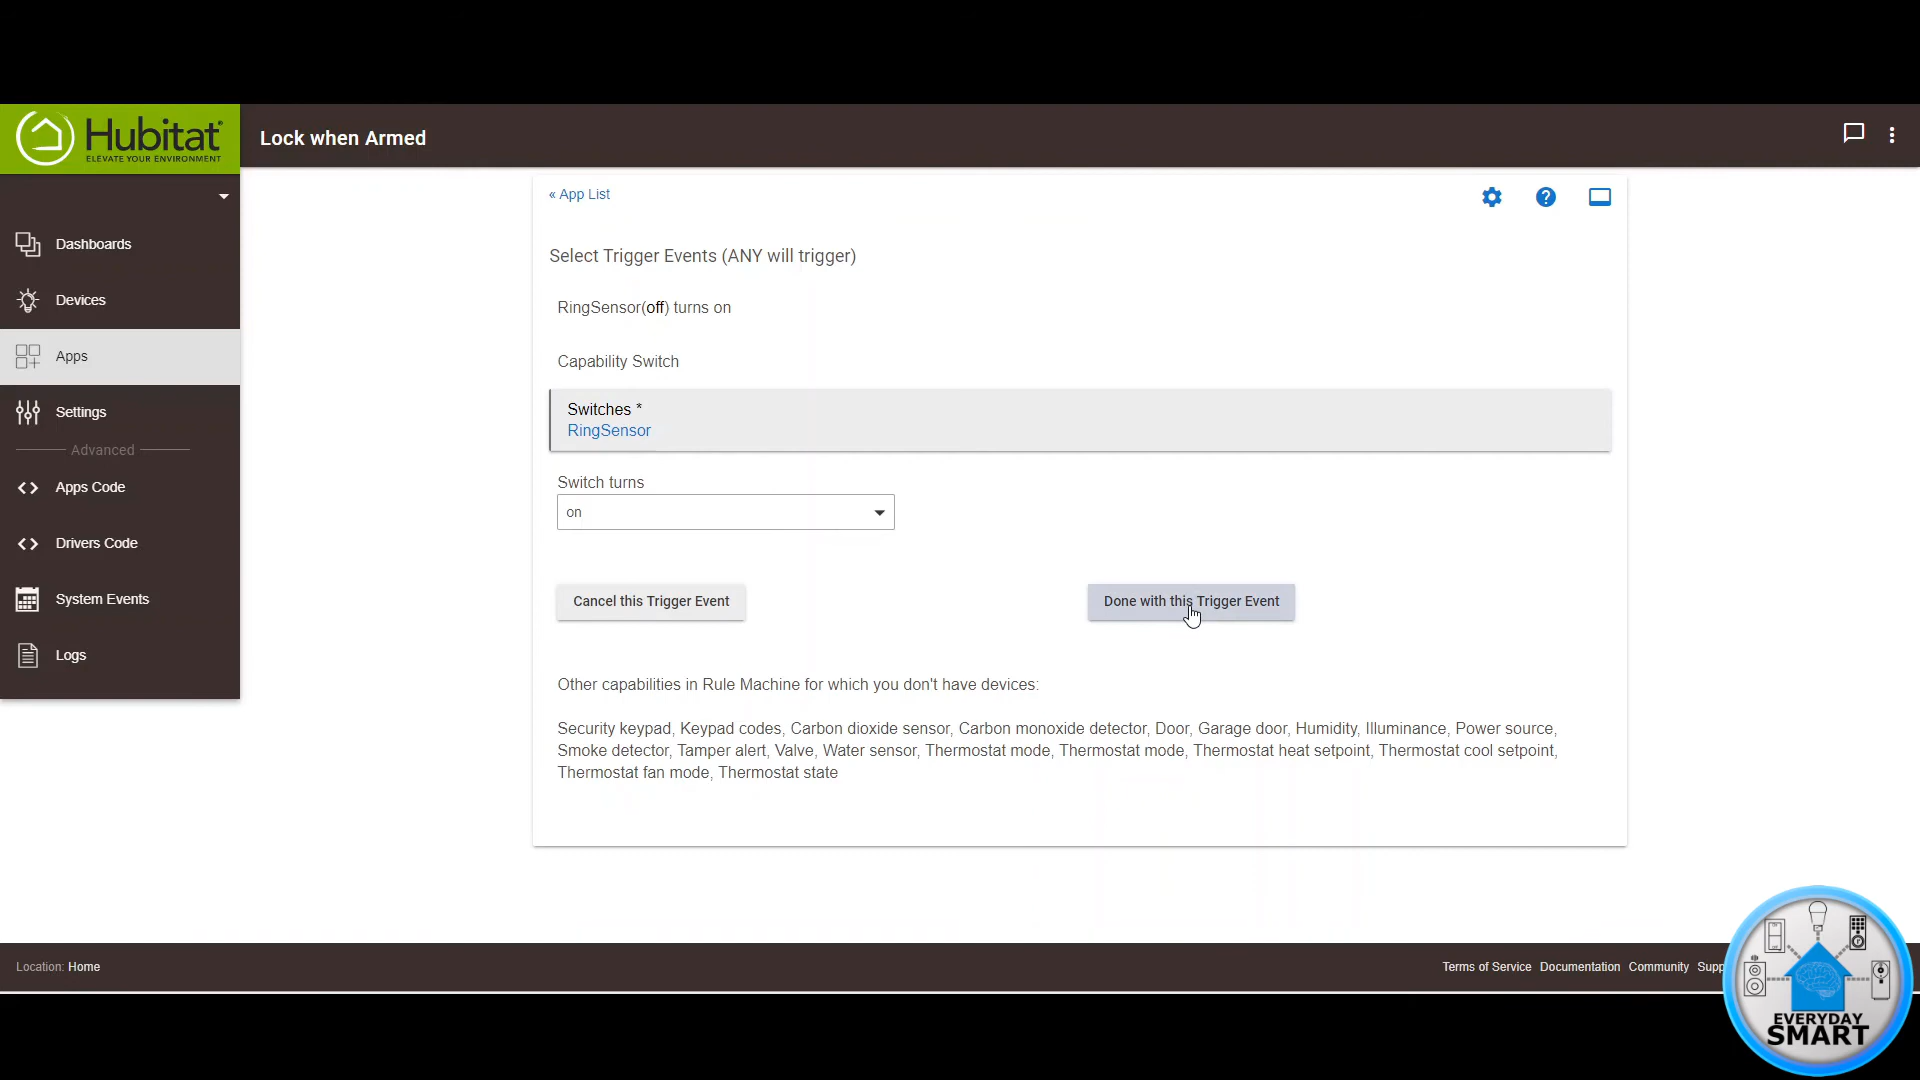 Hubitat
ELEVATE YOUR ENVIRONMENT
Lock when Armed
« App List
Dashboards
Devices
Apps
Settings
Advanced
Apps Code
Drivers Code
System Events
Logs
Select Trigger Events (ANY will trigger)
RingSensor(off) turns on
Capability Switch
Switches *
RingSensor
Switch turns
on
Cancel this Trigger Event
Done with this Trigger Event
Other capabilities in Rule Machine for which you don't have devices:
Security keypad, Keypad codes, Carbon dioxide sensor, Carbon monoxide detector, Door, Garage door, Humidity, Illuminance, Power source,
Smoke detector, Tamper alert, Valve, Water sensor, Thermostat mode, Thermostat mode, Thermostat heat setpoint, Thermostat cool setpoint,
Thermostat fan mode, Thermostat state
Location: Home
Terms of Service Documentation Community Supp
EVERYDAY
SMART